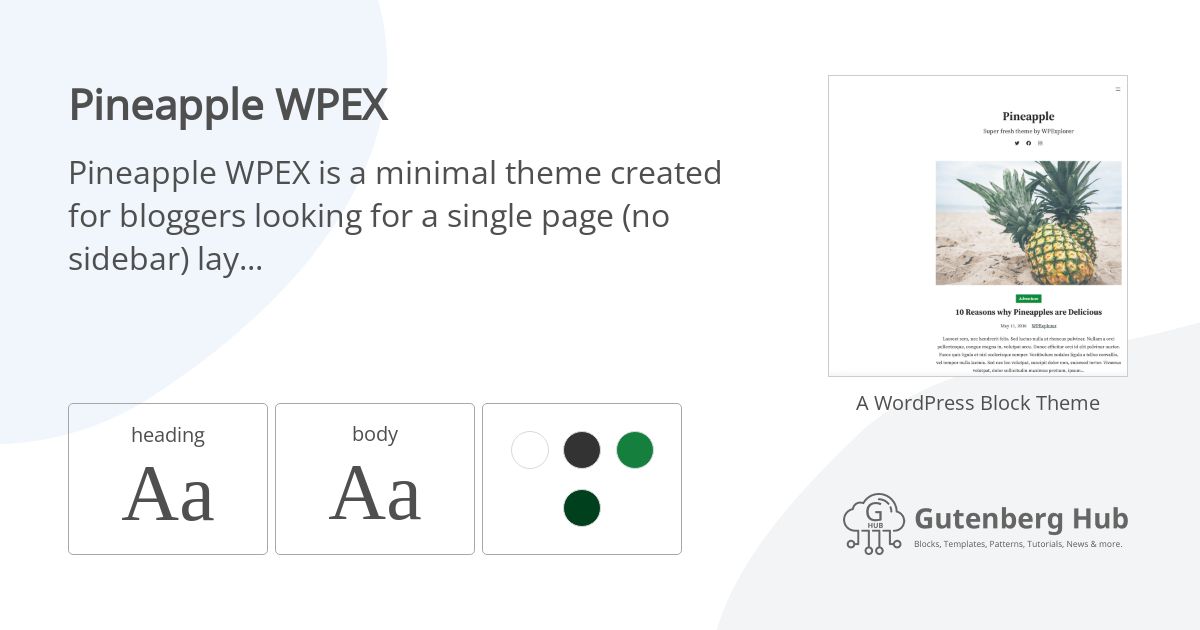 Pineapple WPEX
Pineapple WPEX is a minimal theme created
for bloggers looking for a single page (no
sidebar) lay...
heading
Aa
body
Aa
Pineapple
Super fresh theme by WPExplorer
Adventure
10 Reasons why Pineapples are Delicious
May 11, 2016 WPExplorer
A WordPress Block Theme
G
HUB
Gutenberg Hub
Blocks, Templates, Patterns, Tutorials, News & more.